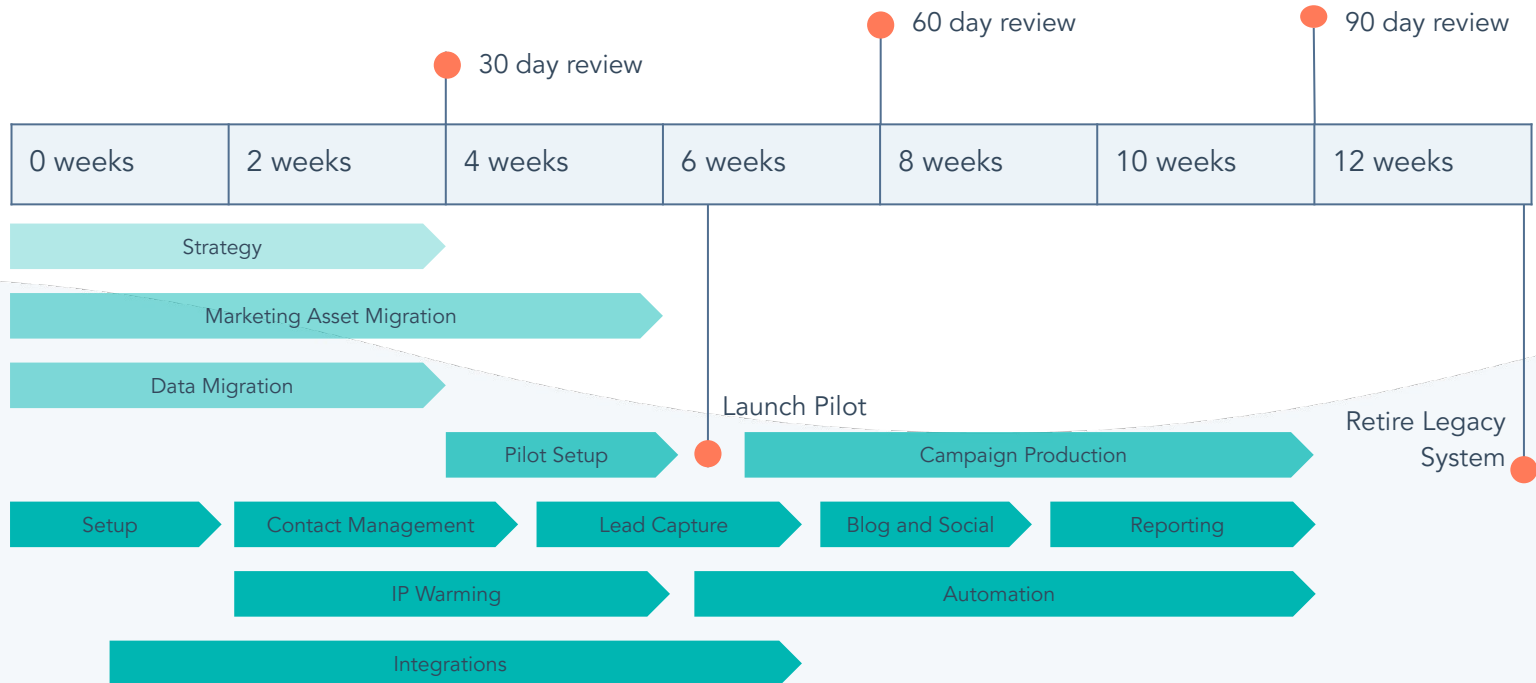 60 day review
90 day review
30 day review
0 weeks
2 weeks
4 weeks
6 weeks
8 weeks
10 weeks
12 weeks
Strategy
Marketing Asset Migration
Data Migration
Launch Pilot
Retire Legacy
System
Pilot Setup
Campaign Production
Setup
Contact Management
Lead Capture
Blog and Social
Reporting
IP Warming
Automation
Integrations